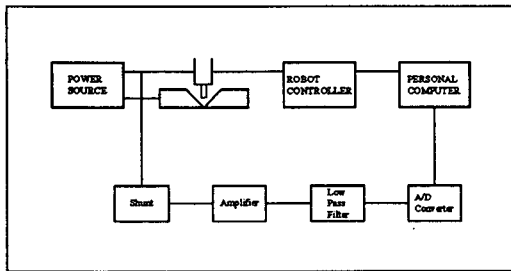 POWER
SOURCE
ROBOT
CONTROLLER
PERSONAL
COMPUTER
Shunt
Amplifier
Low
Pass
Filter
A/D
Converter